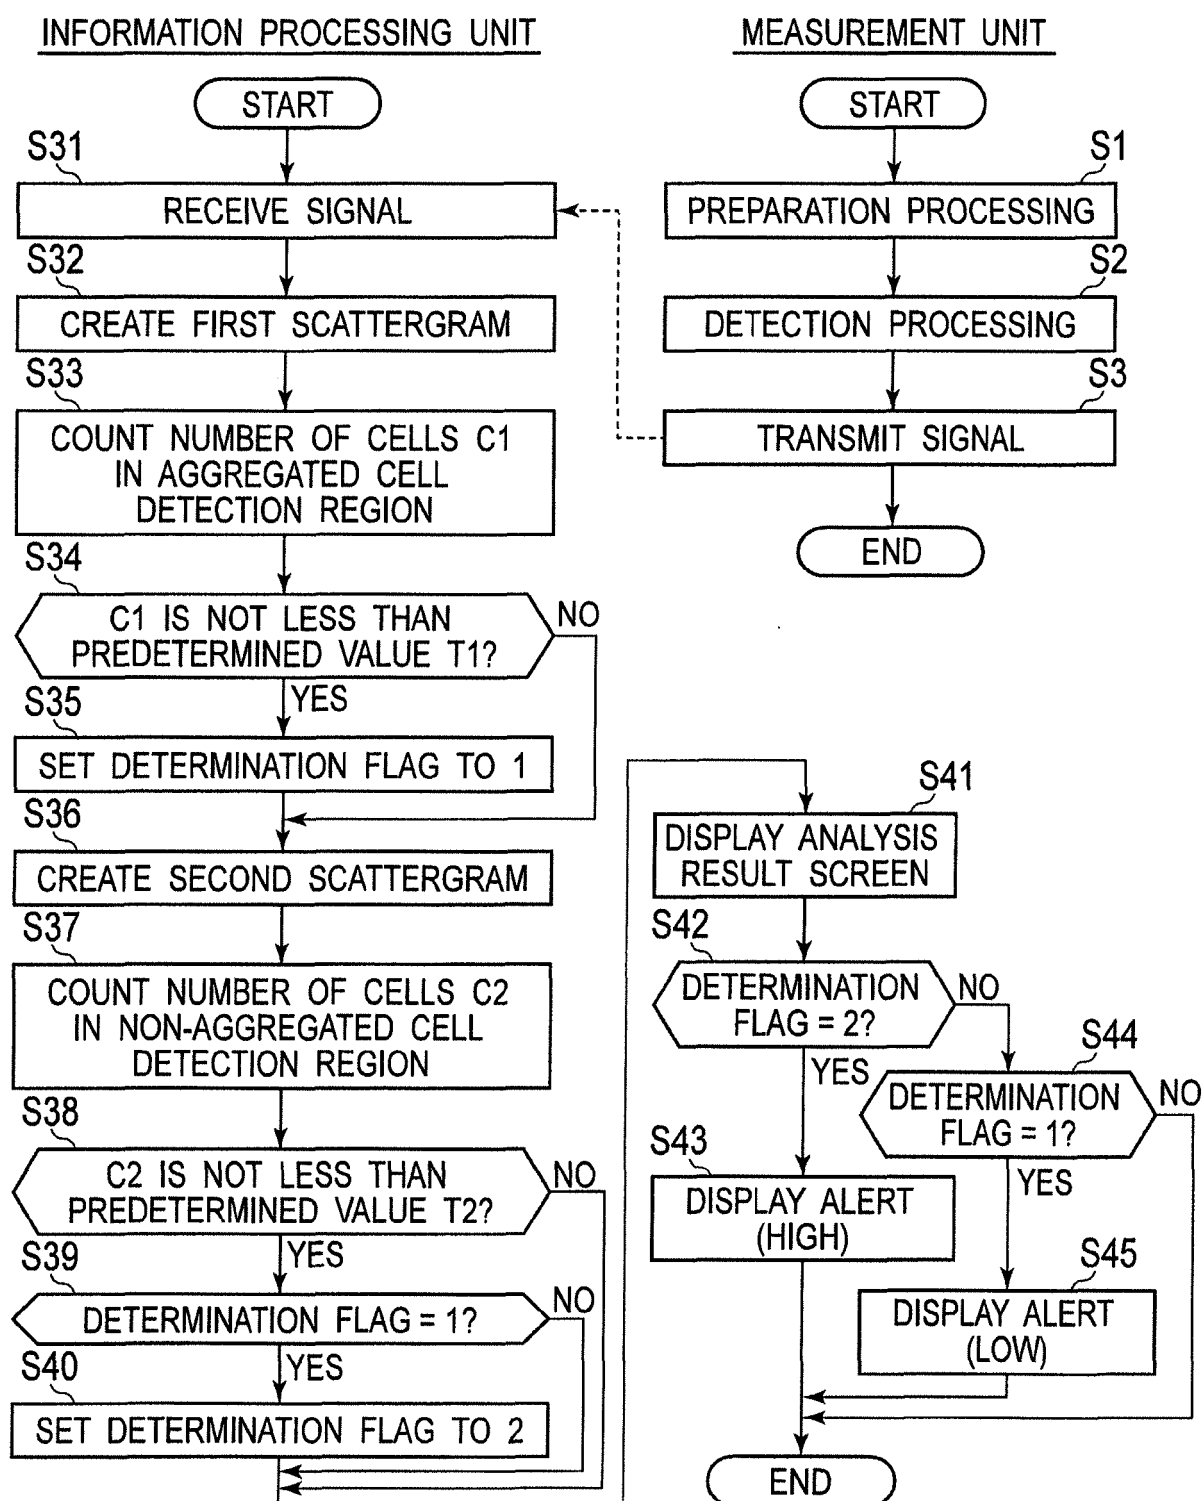 INFORMATION PROCESSING UNIT
START
S31
RECEIVE SIGNAL
S32
CREATE FIRST SCATTERGRAM
S33
COUNT NUMBER OF CELLS C1
IN AGGREGATED CELL
DETECTION REGION
S34
C1 IS NOT LESS THAN
PREDETERMINED VALUE T1?
NO
YES
S35
SET DETERMINATION FLAG TO 1
S36
CREATE SECOND SCATTERGRAM
S37
COUNT NUMBER OF CELLS C2
IN NON-AGGREGATED CELL
DETECTION REGION
S38
C2 IS NOT LESS THAN
PREDETERMINED VALUE T2?
NO
YES
S39
DETERMINATION FLAG = 1?
NO
YES
S40
SET DETERMINATION FLAG TO 2
MEASUREMENT UNIT
START
S1
PREPARATION PROCESSING
S2
DETECTION PROCESSING
S3
TRANSMIT SIGNAL
END
S41
DISPLAY ANALYSIS
RESULT SCREEN
S42
DETERMINATION
FLAG = 2?
NO
YES
S43
DISPLAY ALERT
(HIGH)
S44
DETERMINATION
FLAG = 1?
NO
YES
S45
DISPLAY ALERT
(LOW)
END